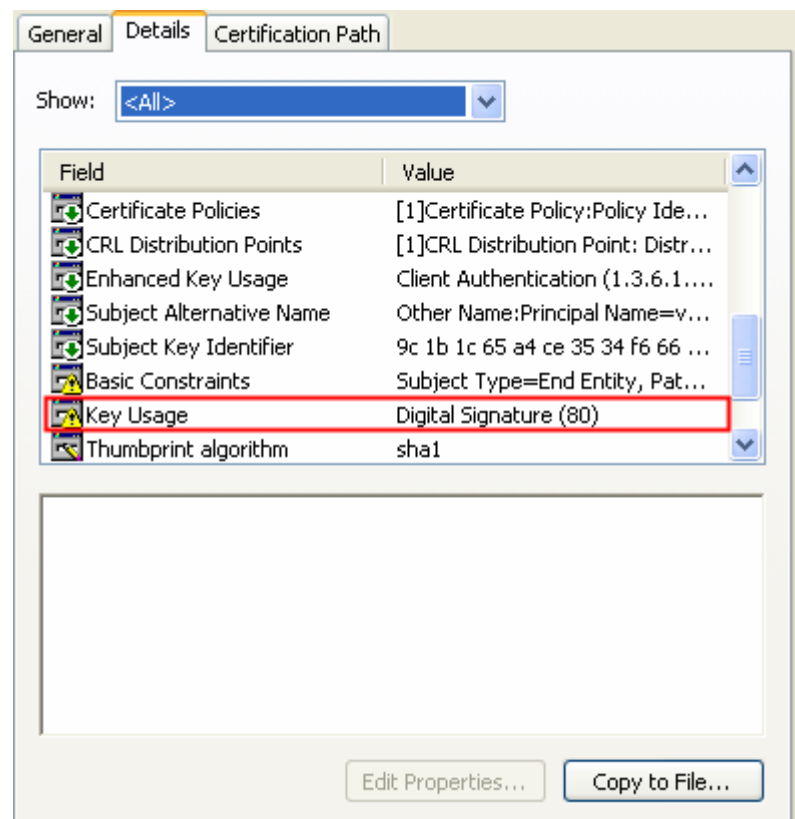 General Details Certification Path
Show: <All>
Field Value
Certificate Policies [1]Certificate Policy:Policy Ide...
CRL Distribution Points [1]CRL Distribution Point: Distr...
Enhanced Key Usage Client Authentication (1.3.6.1....
Subject Alternative Name Other Name:Principal Name=v...
Subject Key Identifier 9c 1b 1c 65 a4 ce 35 34 f6 66 ...
Basic Constraints Subject Type=End Entity, Pat...
Key Usage Digital Signature (80)
Thumbprint algorithm sha1
Edit Properties... Copy to File...